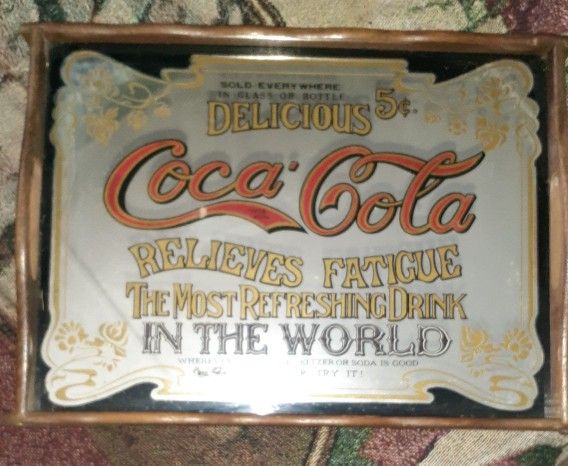 SOLD EVERYWHERE
IN GLASS OR BOTTLE
DELICIOUS 5¢.
Coca-Cola
RELIEVES FATIGUE
THE MOST REFRESHING DRINK
IN THE WORLD
SELTZER OR SODA IS GOOD
TRY IT!